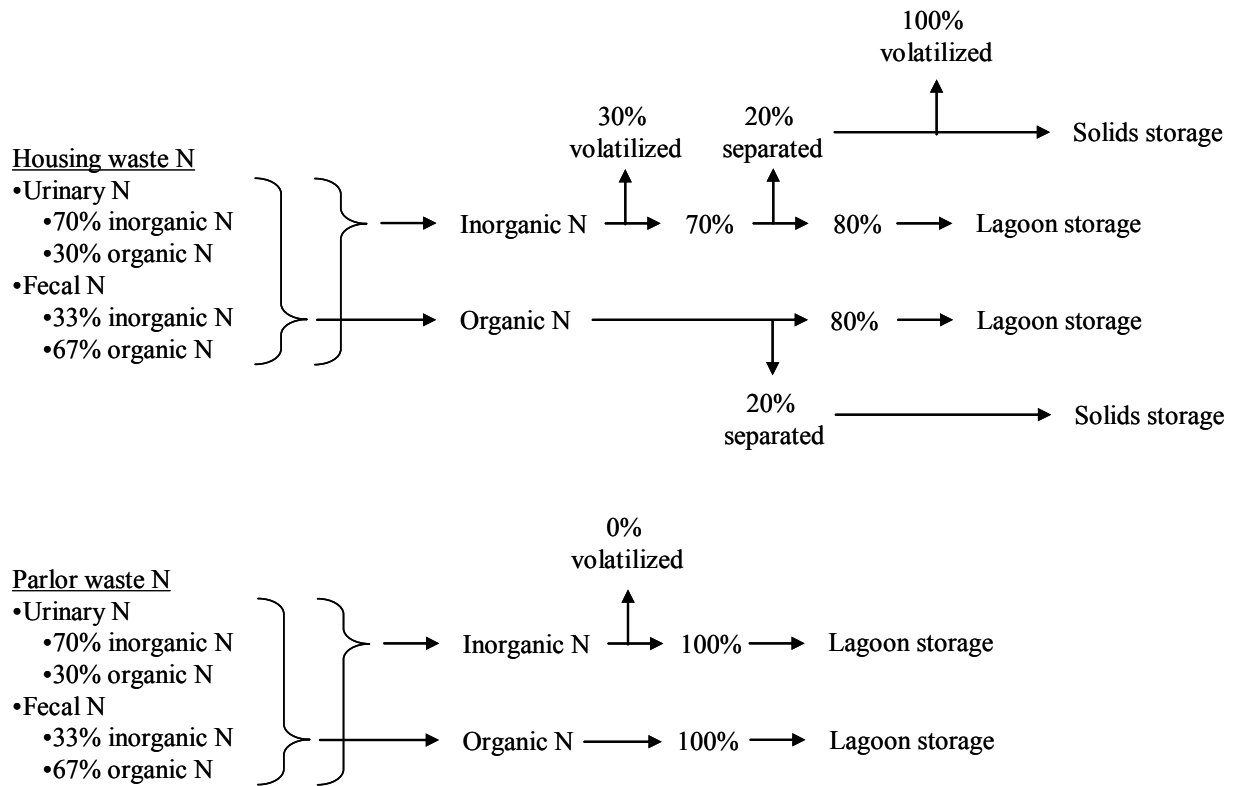 100%
volatilized
30%
volatilized
20%
separated
Solids storage
Housing waste N
•Urinary N
•70% inorganic N
•30% organic N
•Fecal N
•33% inorganic N
•67% organic N
Inorganic N
70%
80%
Lagoon storage
Organic N
80%
Lagoon storage
20%
separated
Solids storage
0%
volatilized
Parlor waste N
•Urinary N
•70% inorganic N
•30% organic N
•Fecal N
•33% inorganic N
•67% organic N
Inorganic N
100%
Lagoon storage
Organic N
100%
Lagoon storage